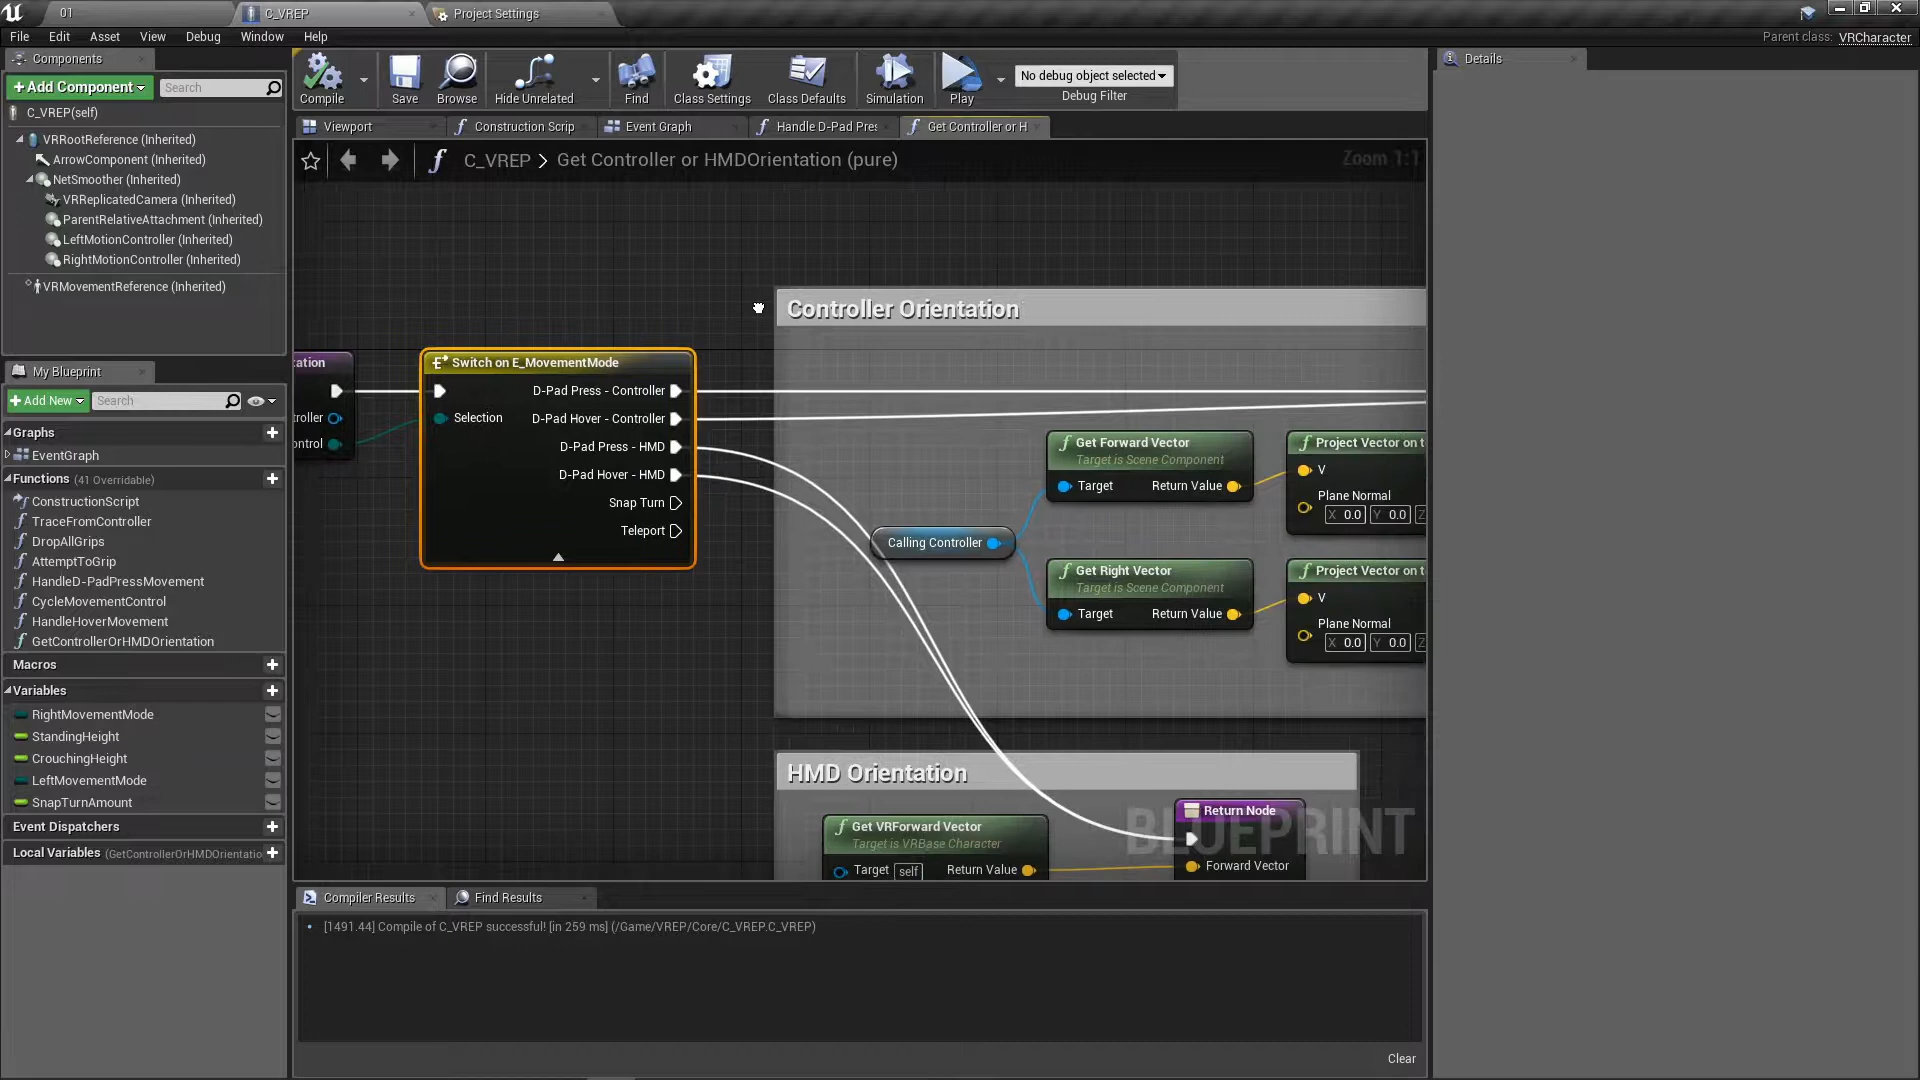 01
C_VREP
Project Settings
File
Edit
Asset
View
Debug
Window
Help
Parent class: VRCharacter
Components
+Add Component
Search
C_VREP(self)
VRRootReference (Inherited)
ArrowComponent (Inherited)
NetSmoother (Inherited)
VRReplicatedCamera (Inherited)
ParentRelativeAttachment (Inherited)
LeftMotionController (Inherited)
RightMotionController (Inherited)
VRMovementReference (Inherited)
Compile
Save
Browse
Hide Unrelated
Find
Class Settings
Class Defaults
Simulation
Play
No debug object selected
Debug Filter
Details
Viewport
Construction Scrip
Event Graph
Handle D-Pad Pres
Get Controller or H
C_VREP > Get Controller or HMDOrientation (pure)
Zoom 1:1
Controller Orientation
tation
troller
ontrol
Switch on E_MovementMode
Selection
D-Pad Press - Controller
D-Pad Hover - Controller
D-Pad Press - HMD
D-Pad Hover - HMD
Snap Turn
Teleport
Get Forward Vector
Target is Scene Component
Target
Return Value
Project Vector on t
V
Plane Normal
X 0.0 Y 0.0 Z
Calling Controller
Get Right Vector
Target is Scene Component
Target
Return Value
Project Vector on t
V
Plane Normal
X 0.0 Y 0.0 Z
HMD Orientation
Get VRForward Vector
Target is VRBase Character
Target self
Return Value
Return Node
Forward Vector
BLUEPRINT
My Blueprint
+Add New
Search
Graphs
EventGraph
Functions (41 Overridable)
ConstructionScript
TraceFromController
DropAllGrips
AttemptToGrip
HandleD-PadPressMovement
CycleMovementControl
HandleHoverMovement
GetControllerOrHMDOrientation
Macros
Variables
RightMovementMode
StandingHeight
CrouchingHeight
LeftMovementMode
SnapTurnAmount
Event Dispatchers
Local Variables (GetControllerOrHMDOrientatio
Compiler Results
Find Results
[1491.44] Compile of C_VREP successful! [in 259 ms] (/Game/VREP/Core/C_VREP.C_VREP)
Clear